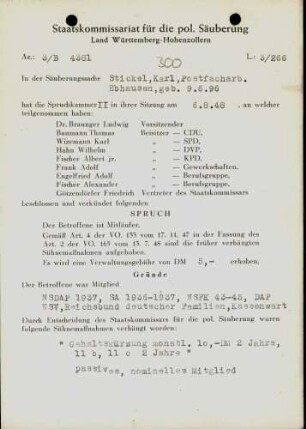 Staatskommissariat für die pol. Säuberung
Land Württemberg-Hohenzollern
Az.: 3/B 4381
300
L: 3/266
In der Säuberungssache Stickel,Karl,Postfacharb.
Ebhausen,geb. 9.6.96
hat die Spruchkammer II in ihrer Sitzung am 6.8.48 , an welcher
teilgenommen haben:
Dr. Brauger Ludwig Vorsitzender
Baumann Thomas Beisitzer — CDU,
Wizemann Karl „ — SPD,
Hahn Wilhelm „ — DVP,
Fischer Albert jr. „ — KPD,
Frank Adolf „ — Gewerkschaften,
Engelfried Adolf „ — Berufsgruppe,
Fischer Alexander „ — Berufsgruppe,
Götzendörfer Friedrich Vertreter des Staatskommissars
beschlossen und verkündet folgenden
SPRUCH
Der Betroffene ist Mitläufer.
Gemäß Art. 4 der VO. 133 vom 17. 11. 47 in der Fassung des
Art. 2 der VO. 165 vom 13. 7. 48 sind die früher verhängten
Sühnemaßnahmen aufgehoben.
Es wird eine Verwaltungsgebühr von DM 5,- erhoben.
Gründe
Der Betroffene war Mitglied
NSDAP 1937, SA 1936-1937, NSFK 43-45, DAF
NSV,Reichsbund deutscher Familien,Kassenwart
Durch Entscheidung des Staatskommissars für die pol. Säuberung waren
folgende Sühnemaßnahmen verhängt worden:
" Gehaltskürzung monatl. 10,-DM 2 Jahre,
11 b, 11 c 2 Jahre "
passives, nominelles Mitglied